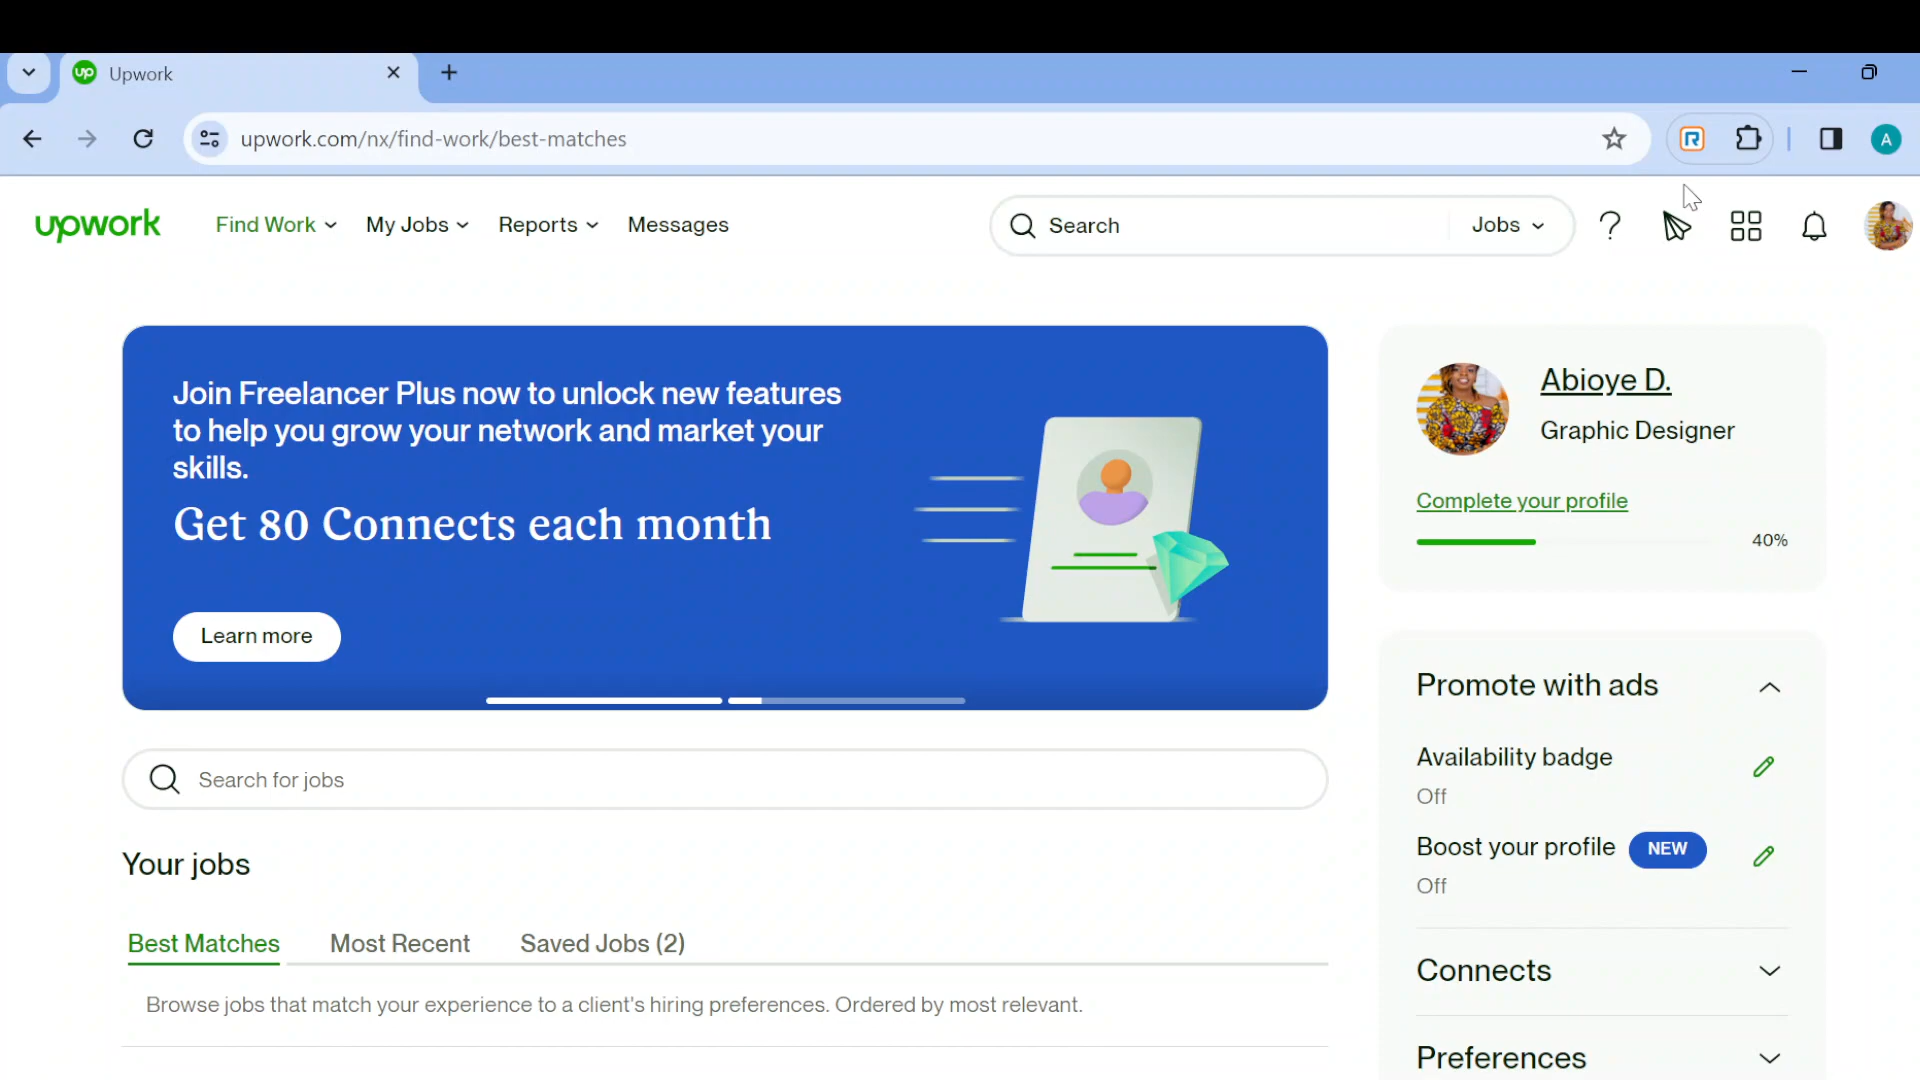 Upwork
upwork.com/nx/find-work/best-matches
A
upwork
Find Work
My Jobs
Reports
Messages
Search
Jobs
Join Freelancer Plus now to unlock new features
to help you grow your network and market your
skills.
Get 80 Connects each month
Learn more
Abioye D.
Graphic Designer
Complete your profile
40%
Promote with ads
Availability badge
Off
Boost your profile NEW
Off
Connects
Preferences
Search for jobs
Your jobs
Best Matches
Most Recent
Saved Jobs (2)
Browse jobs that match your experience to a client's hiring preferences. Ordered by most relevant.